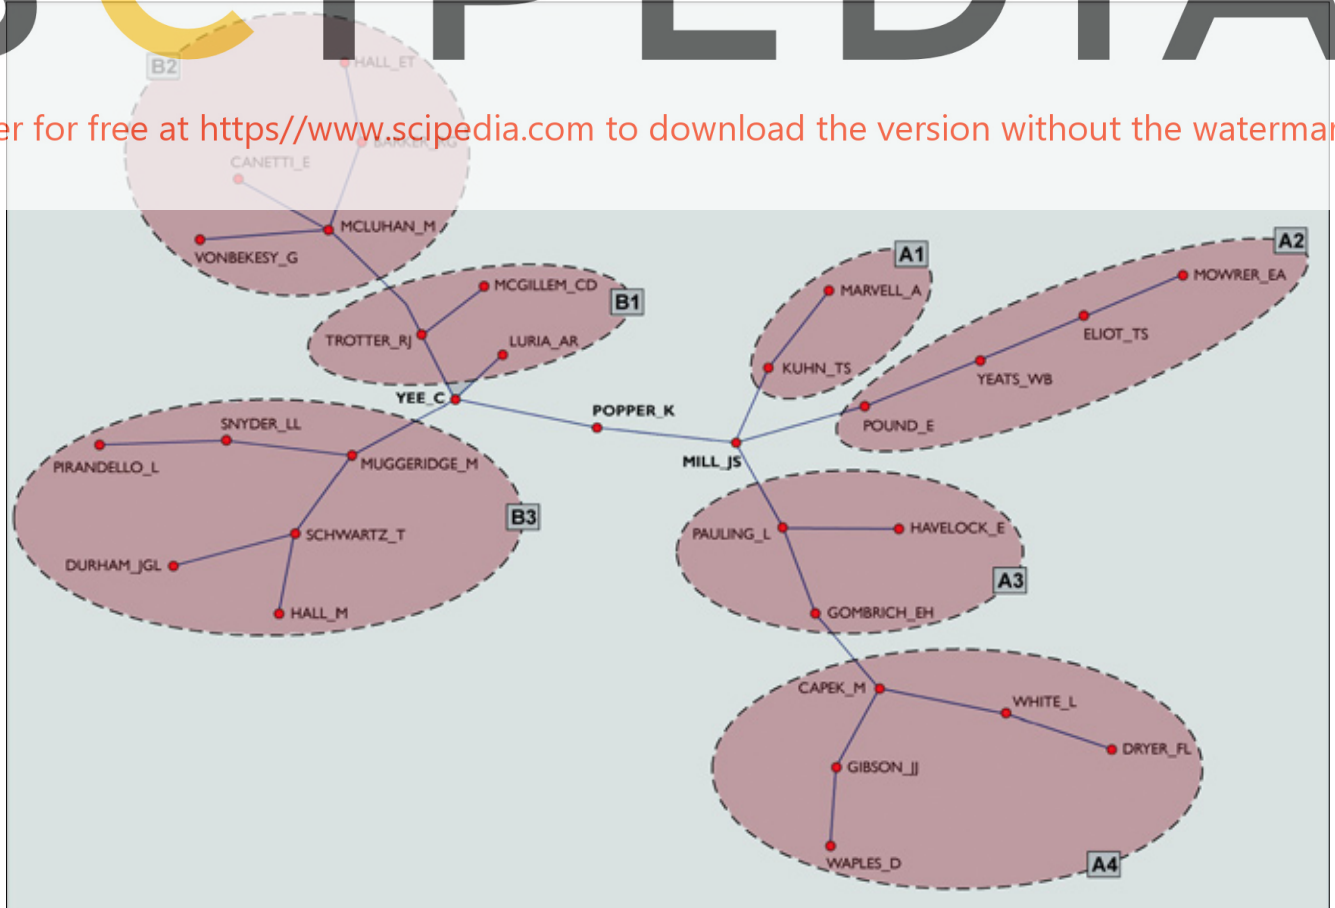 SCIPEDIA
B2
HALL_ET
er for free at https//www.scipedia.com to download the version without the watermar
BARKER_RG
CANETTI_E
MCLUHAN_M
VONBEKESY_G
A2
A1
MOWRER_EA
MCGILLEM_CD
MARVELL_A
B1
TROTTER_RJ
LURIA_AR
ELIOT_TS
KUHN_TS
YEATS_WB
YEE_C
POPPER_K
SNYDER_LL
POUND_E
PIRANDELLO_L
MUGGERIDGE_M
MILL_JS
B3
SCHWARTZ_T
PAULING_L
HAVELOCK_E
DURHAM_JGL
A3
HALL_M
GOMBRICH_EH
CAPEK_M
WHITE_L
DRYER_FL
GIBSON_JJ
WAPLES_D
A4